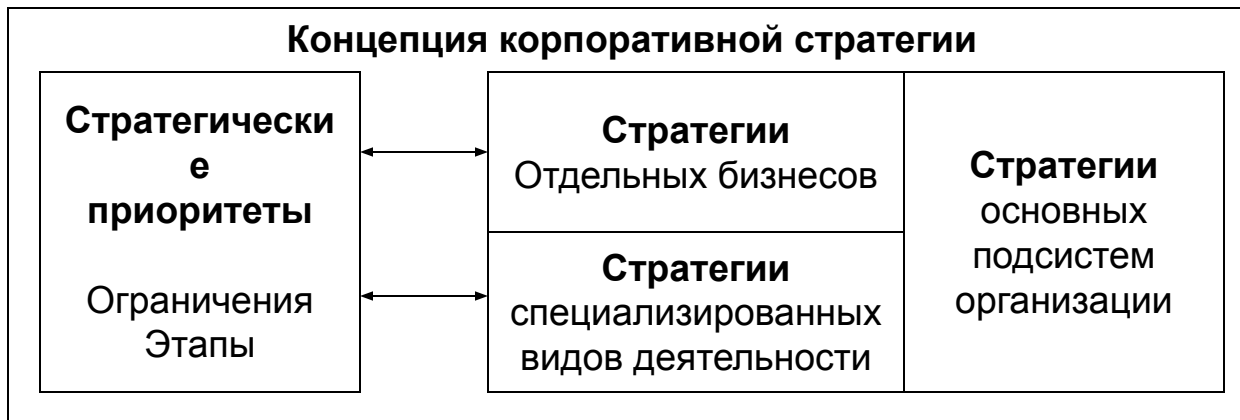 Концепция корпоративной стратегии
Стратегически
е
приоритеты
Ограничения
Этапы
Стратегии
Отдельных бизнесов
Стратегии
специализированных
видов деятельности
Стратегии
основных
подсистем
организации